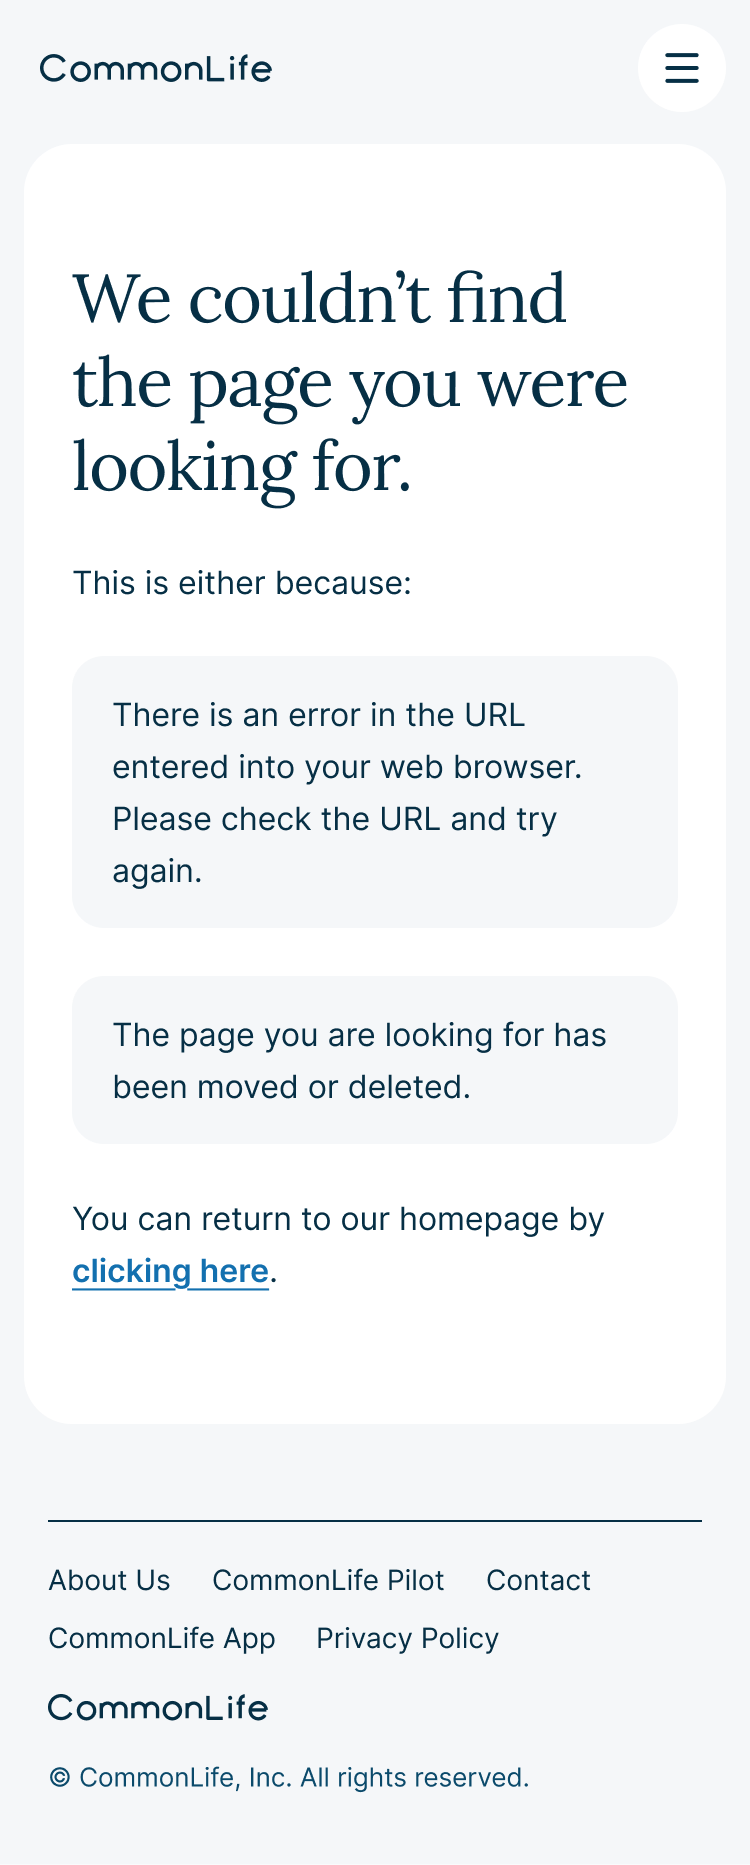 CommonLife
We couldn’t find
the page you were
looking for.
This is either because:
There is an error in the URL
entered into your web browser.
Please check the URL and try
again.
The page you are looking for has
been moved or deleted.
You can return to our homepage by
clicking here.
About Us CommonLife Pilot Contact
CommonLife App Privacy Policy
CommonLife
© CommonLife, Inc. All rights reserved.